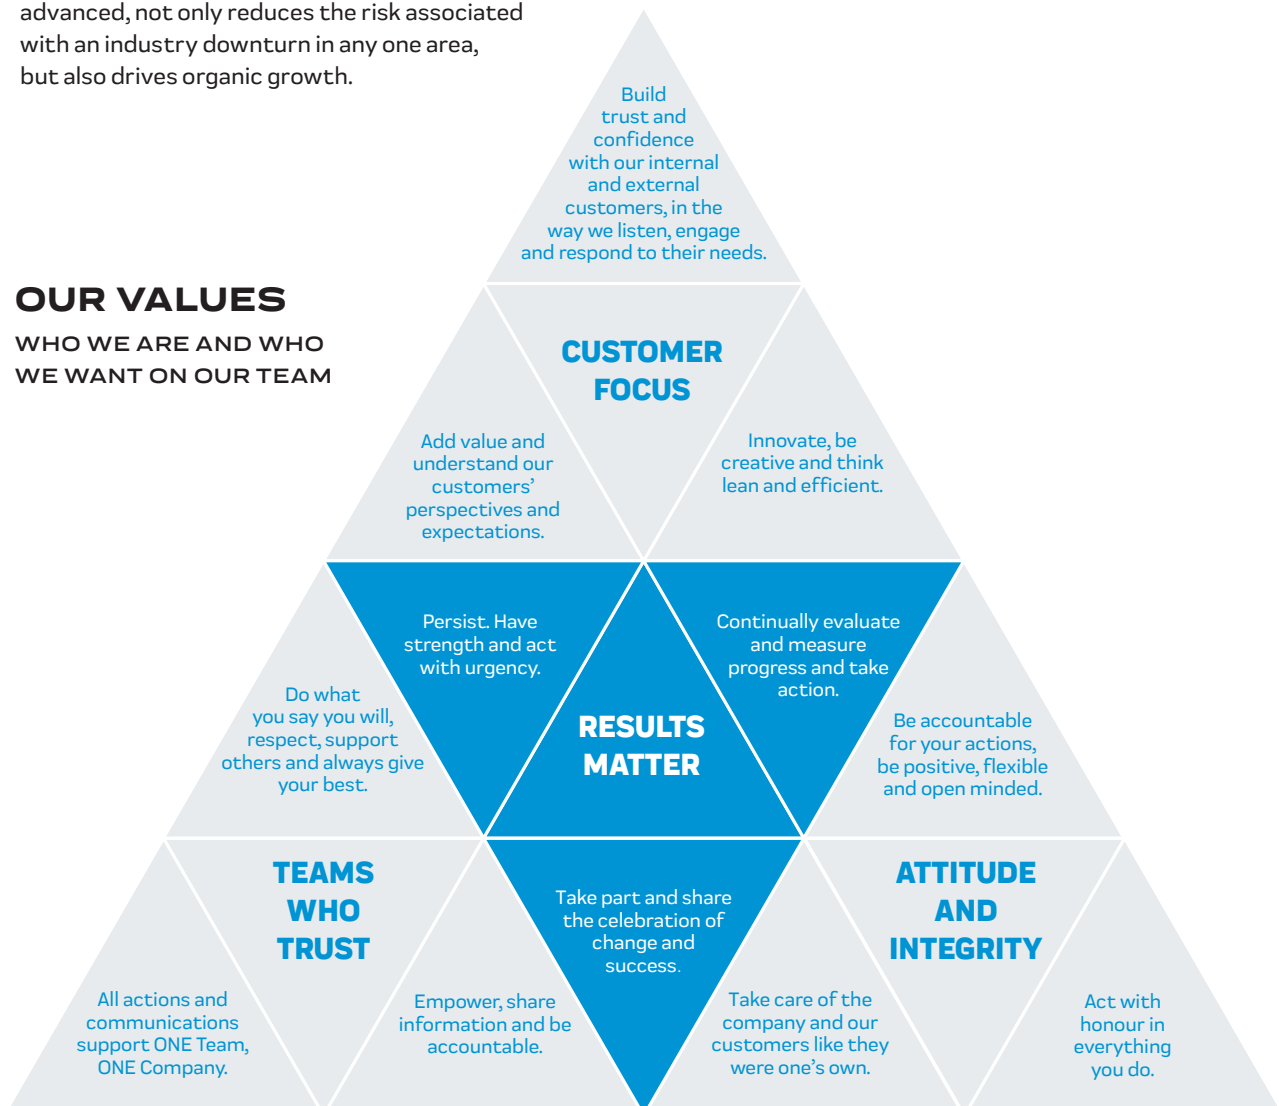 advanced, not only reduces the risk associated
with an industry downturn in any one area,
but also drives organic growth.
Build
trust and
confidence
with our internal
and external
customers, in the
way we listen, engage
and respond to their needs.
OUR VALUES
WHO WE ARE AND WHO
WE WANT ON OUR TEAM
CUSTOMER
FOCUS
Add value and
understand our
customers’
perspectives and
expectations.
Innovate, be
creative and think
lean and efficient.
Persist. Have
strength and act
with urgency.
Continually evaluate
and measure
progress and take
action.
Do what
you say you will,
respect, support
others and always give
your best.
RESULTS
MATTER
Be accountable
for your actions,
be positive, flexible
and open minded.
TEAMS
WHO
TRUST
Take part and share
the celebration of
change and
success.
ATTITUDE
AND
INTEGRITY
All actions and
communications
support ONE Team,
ONE Company.
Empower, share
information and be
accountable.
Take care of the
company and our
customers like they
were one’s own.
Act with
honour in
everything
you do.